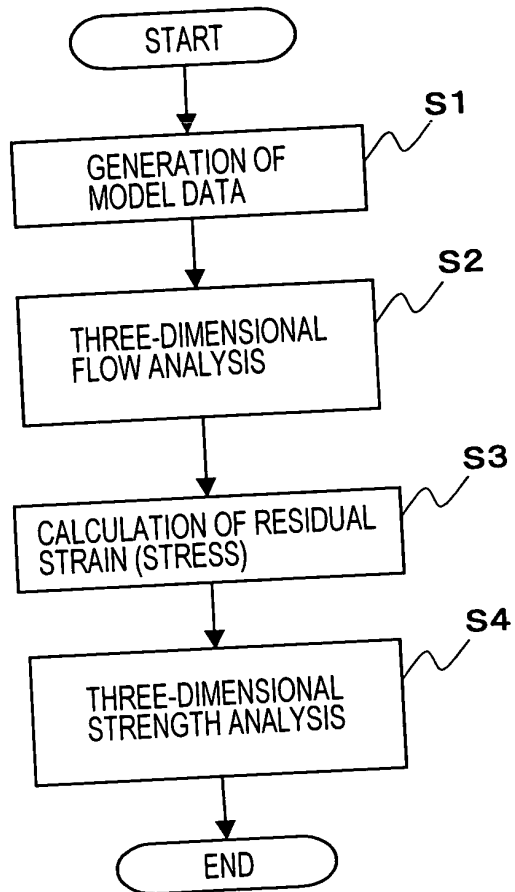 START
S1
GENERATION OF
MODEL DATA
S2
THREE-DIMENSIONAL
FLOW ANALYSIS
S3
CALCULATION OF RESIDUAL
STRAIN (STRESS)
S4
THREE-DIMENSIONAL
STRENGTH ANALYSIS
END